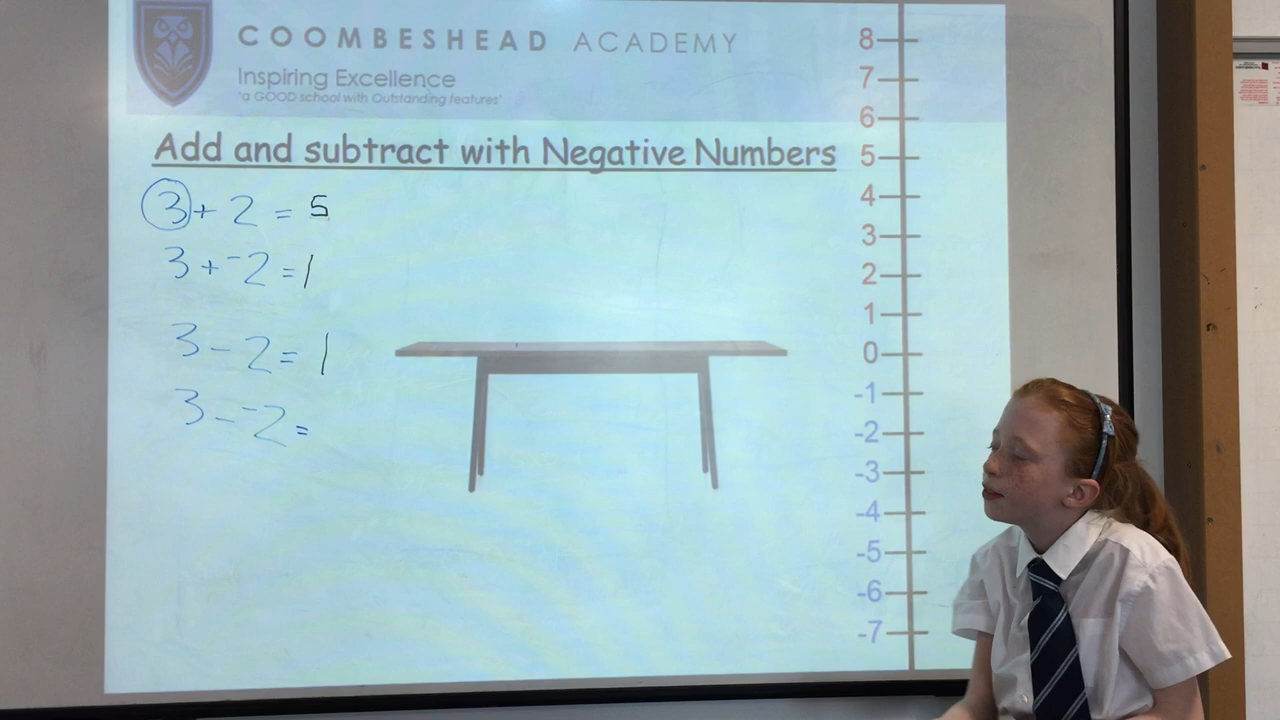 COOMBESHEAD ACADEMY
Inspiring Excellence
'a GOOD school with Outstanding features'
Add and subtract with Negative Numbers
3 + 2 = 5
3 + ⁻2 = 1
3 - 2 = 1
3 - ⁻2 =
8
7
6
5
4
3
2
1
0
-1
-2
-3
-4
-5
-6
-7